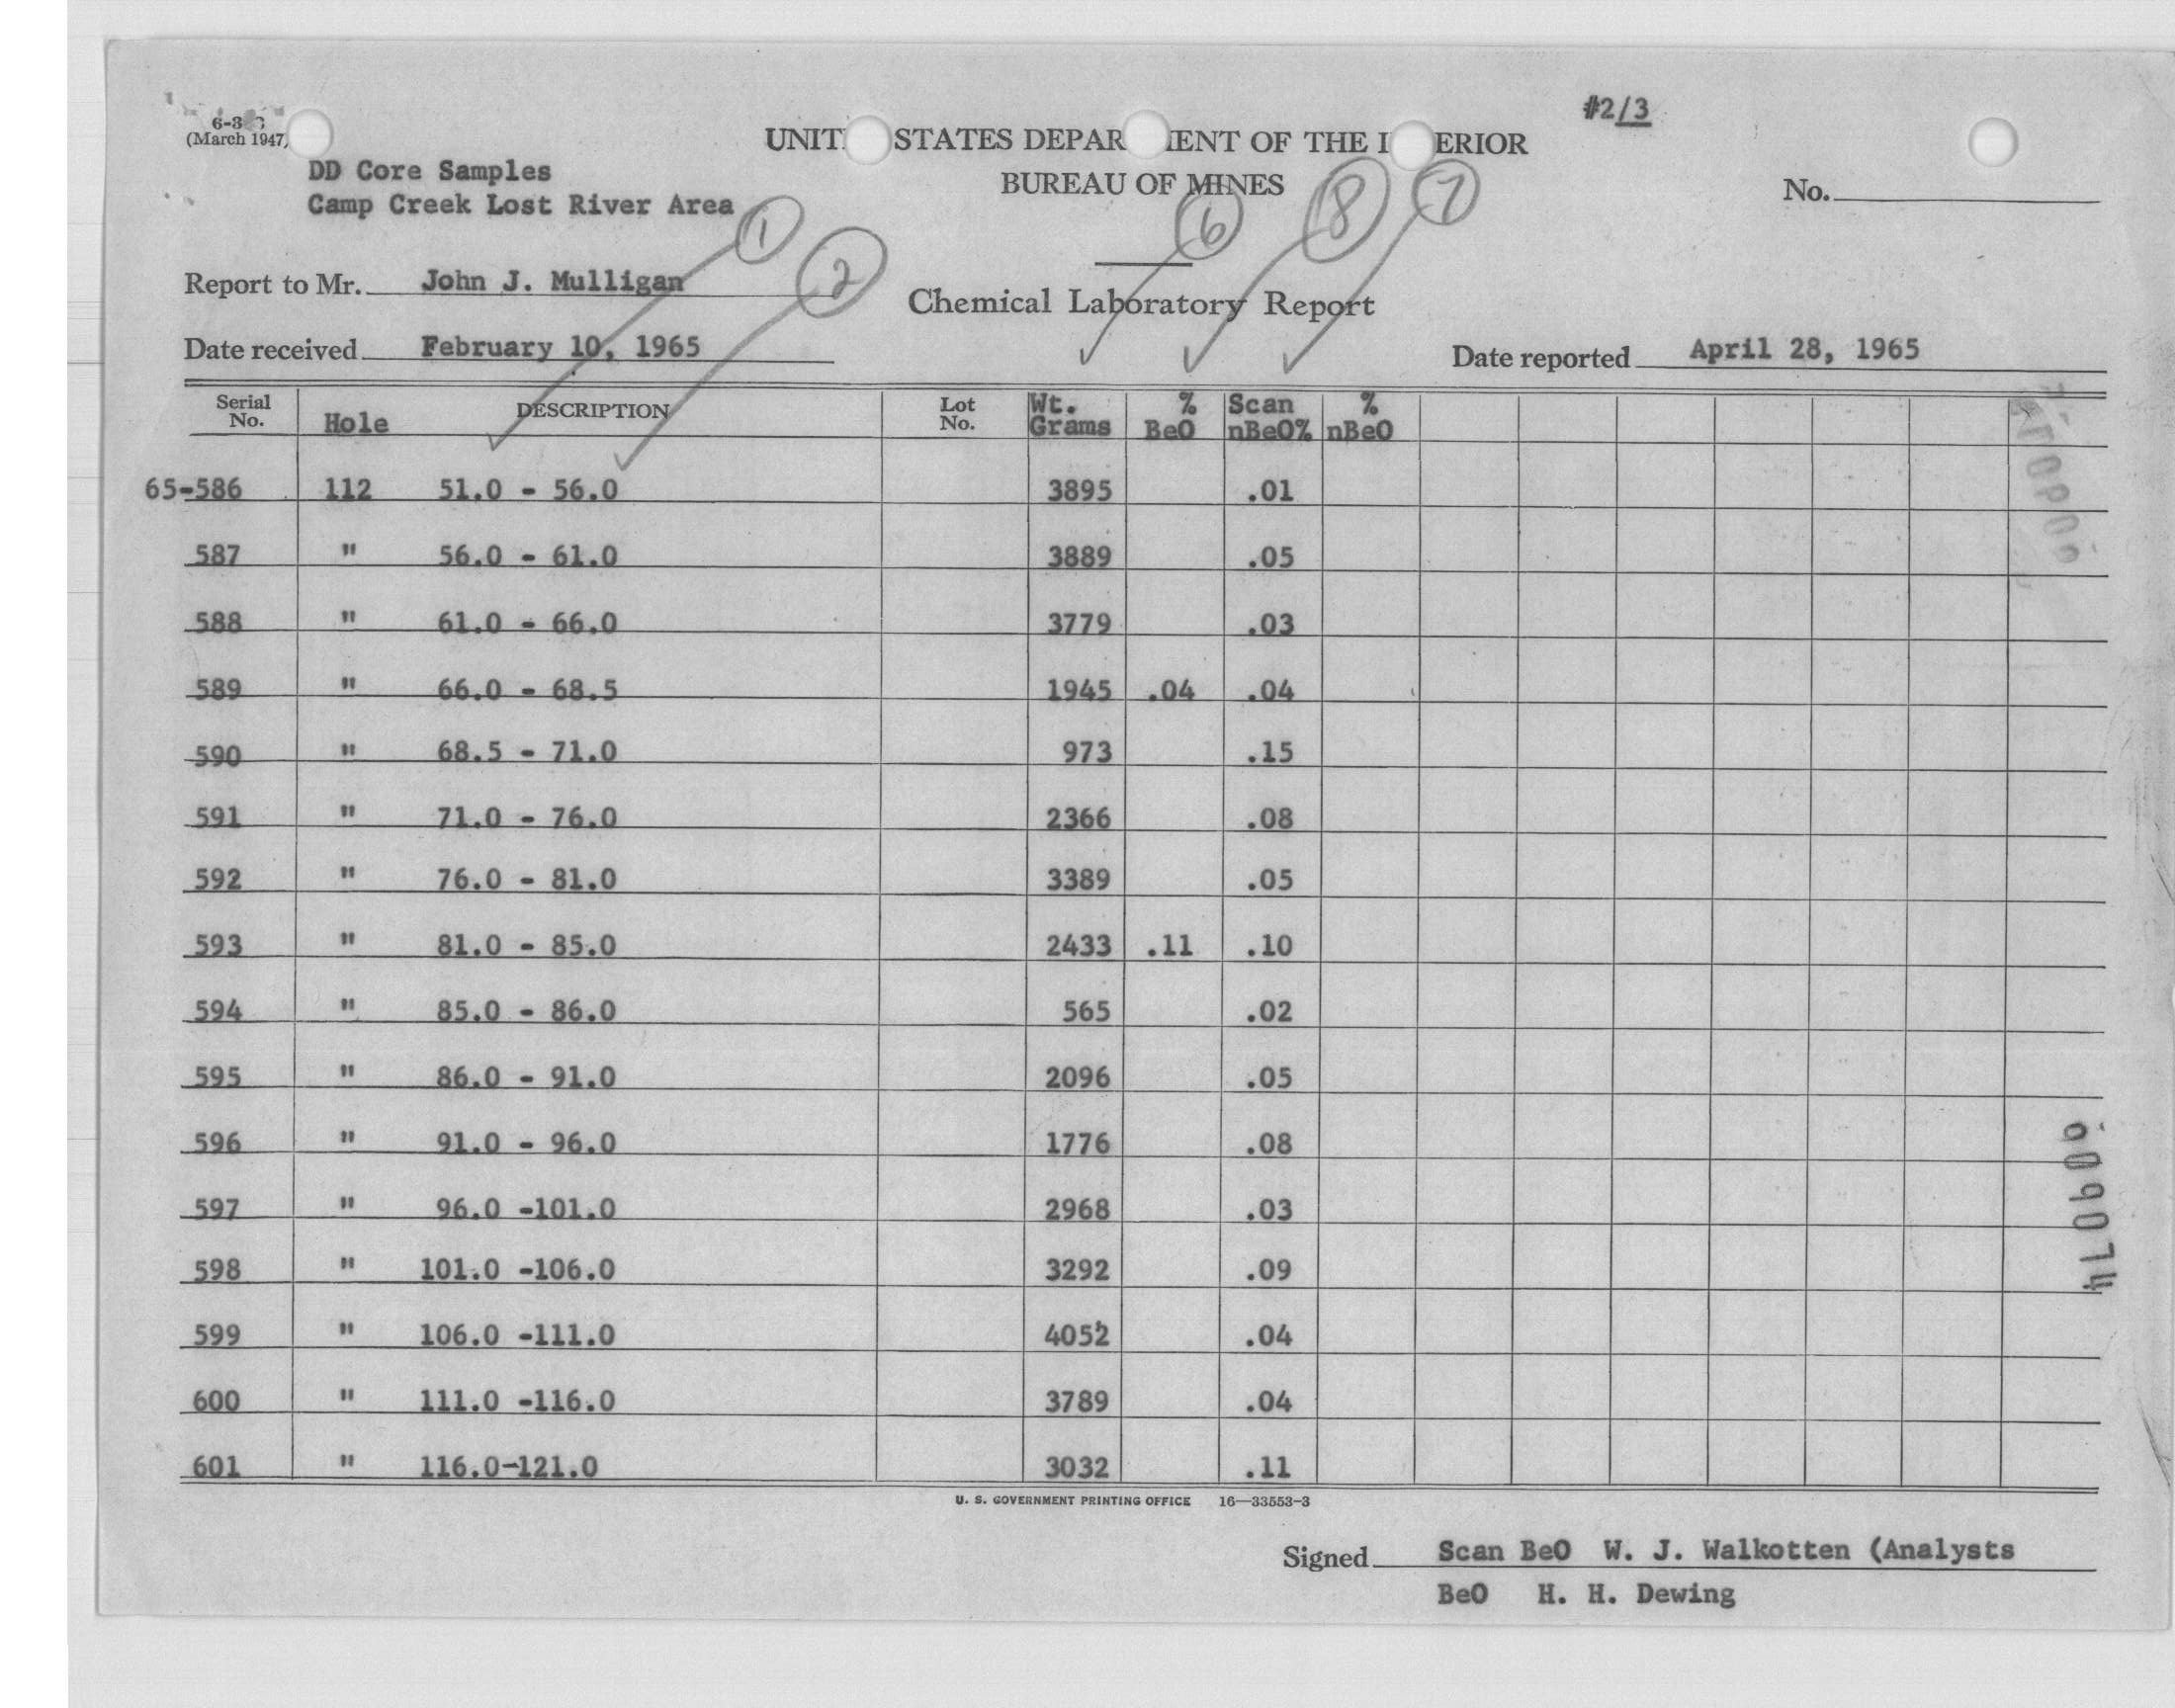 #2/3
(March 1947)
UNIT STATES DEPAR ENT OF THE I ERIOR
DD Core Samples
BUREAU OF MINES
No.
Camp Creek Lost River Area
1 2 6 8 7
Report to Mr. John J. Mulligan
Chemical Laboratory Report
Date received February 10, 1965
Date reported April 28, 1965
Serial No. Hole DESCRIPTION Lot No. Wt. Grams % BeO Scan nBeO% % nBeO
65-586 112 51.0 - 56.0 3895 .01
587 " 56.0 - 61.0 3889 .05
588 " 61.0 - 66.0 3779 .03
589 " 66.0 - 68.5 1945 .04 .04
590 " 68.5 - 71.0 973 .15
591 " 71.0 - 76.0 2366 .08
592 " 76.0 - 81.0 3389 .05
593 " 81.0 - 85.0 2433 .11 .10
594 " 85.0 - 86.0 565 .02
595 " 86.0 - 91.0 2096 .05
596 " 91.0 - 96.0 1776 .08
597 " 96.0 -101.0 2968 .03
598 " 101.0 -106.0 3292 .09
599 " 106.0 -111.0 4052 .04
600 " 111.0 -116.0 3789 .04
601 " 116.0-121.0 3032 .11
U. S. GOVERNMENT PRINTING OFFICE 16—33553-3
Signed Scan BeO W. J. Walkotten (Analysts
BeO H. H. Dewing